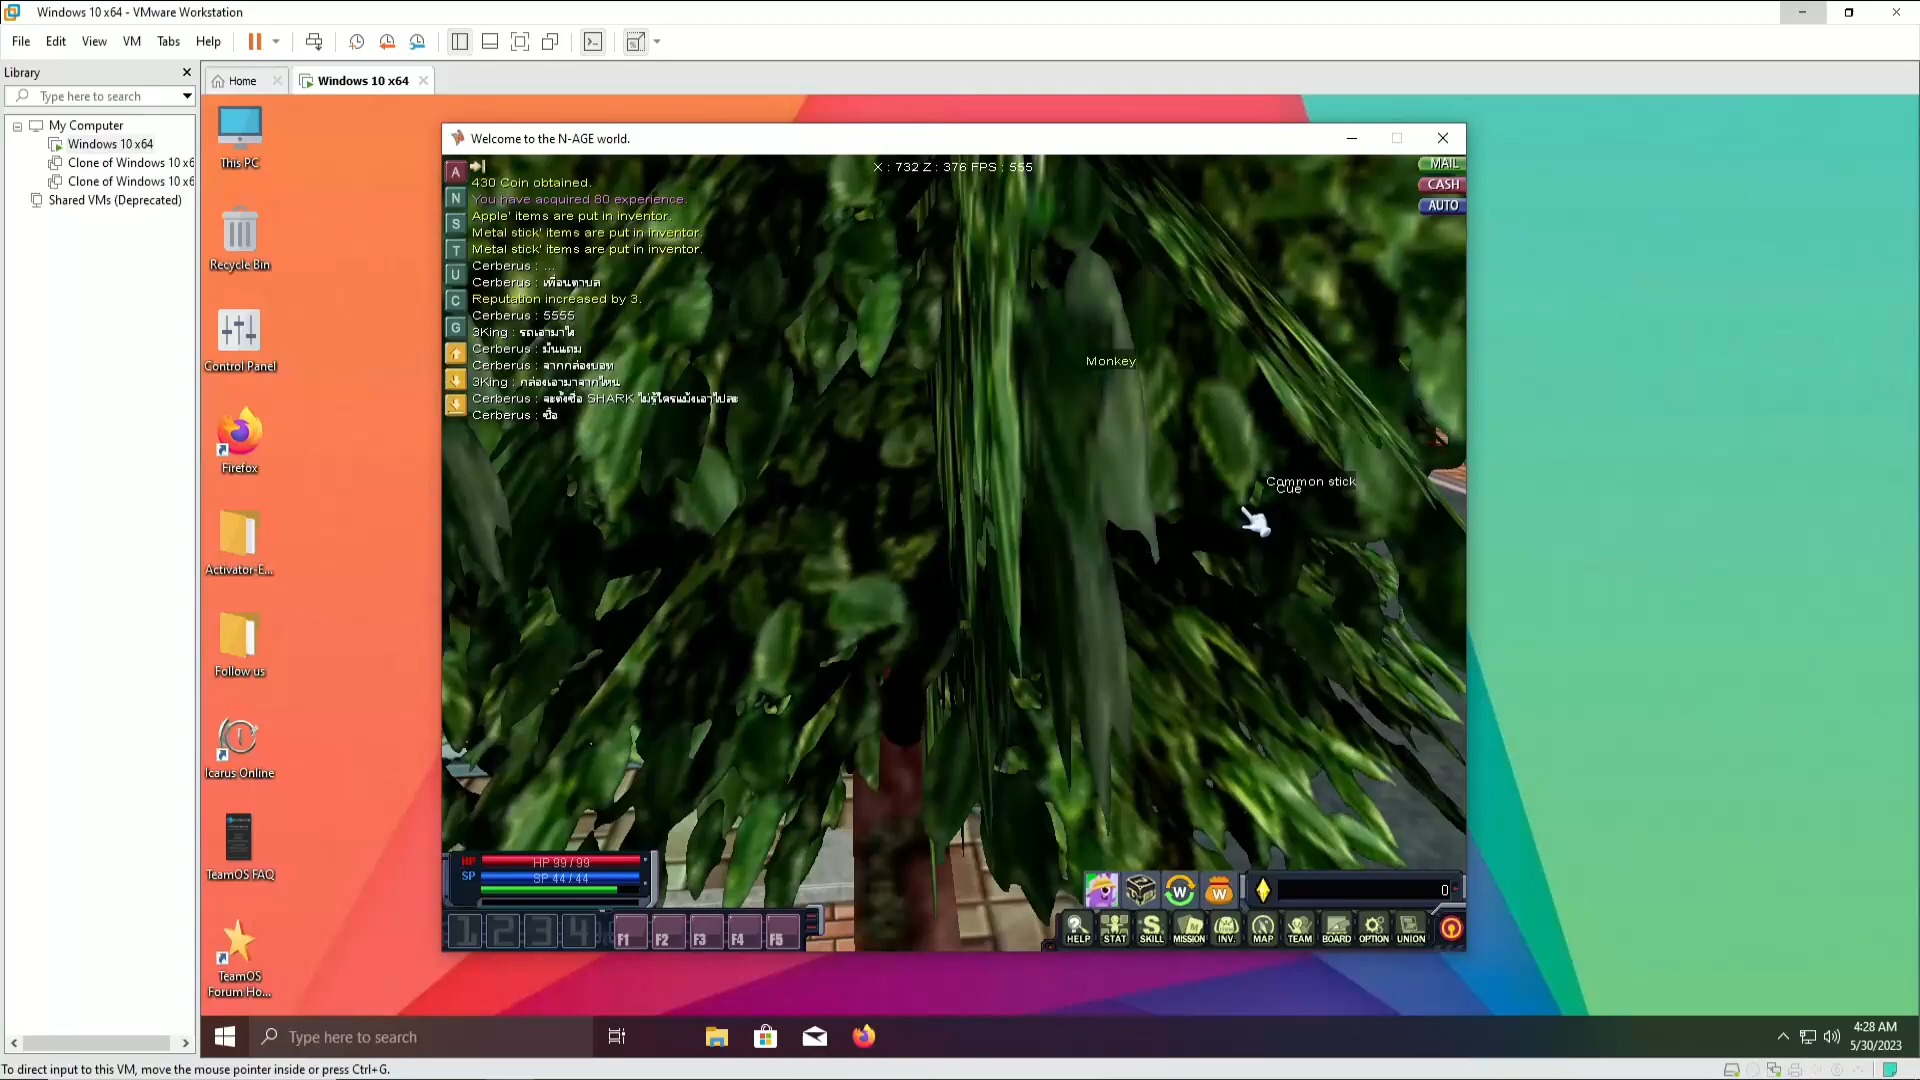 Windows 10 x64 - VMware Workstation
File Edit View VM Tabs Help
Library
Type here to search
My Computer
Windows 10 x64
Clone of Windows 10 x6
Clone of Windows 10 x6
Shared VMs (Deprecated)
Home
Windows 10 x64
This PC
Recycle Bin
Control Panel
Firefox
Activator-E...
Follow us
Icarus Online
TeamOS FAQ
TeamOS
Forum Ho...
Welcome to the N-AGE world.
X : 732 Z : 376 FPS : 555
MAIL
CASH
AUTO
A
N
S
T
U
C
G
430 Coin obtained.
You have acquired 80 experience.
Apple' items are put in inventor.
Metal stick' items are put in inventor.
Metal stick' items are put in inventor.
Cerberus : ...
Cerberus : เพื่อนตาบล
Reputation increased by 3.
Cerberus : 5555
3King : รถเอามาไง
Cerberus : มันแถม
Cerberus : จากกล่องบอท
3King : กล่องเอามาจากไหน
Cerberus : จะตั้งชื่อ SHARK ไม่รู้ใครแม้งเอาไปละ
Cerberus : ซื้อ
Monkey
Common stick
Cue
HP HP 99 / 99
SP SP 44 / 44
1 2 3 4 F1 F2 F3 F4 F5
W W 0
HELP STAT SKILL MISSION INV. MAP TEAM BOARD OPTION UNION
Type here to search
4:28 AM
5/30/2023
To direct input to this VM, move the mouse pointer inside or press Ctrl+G.